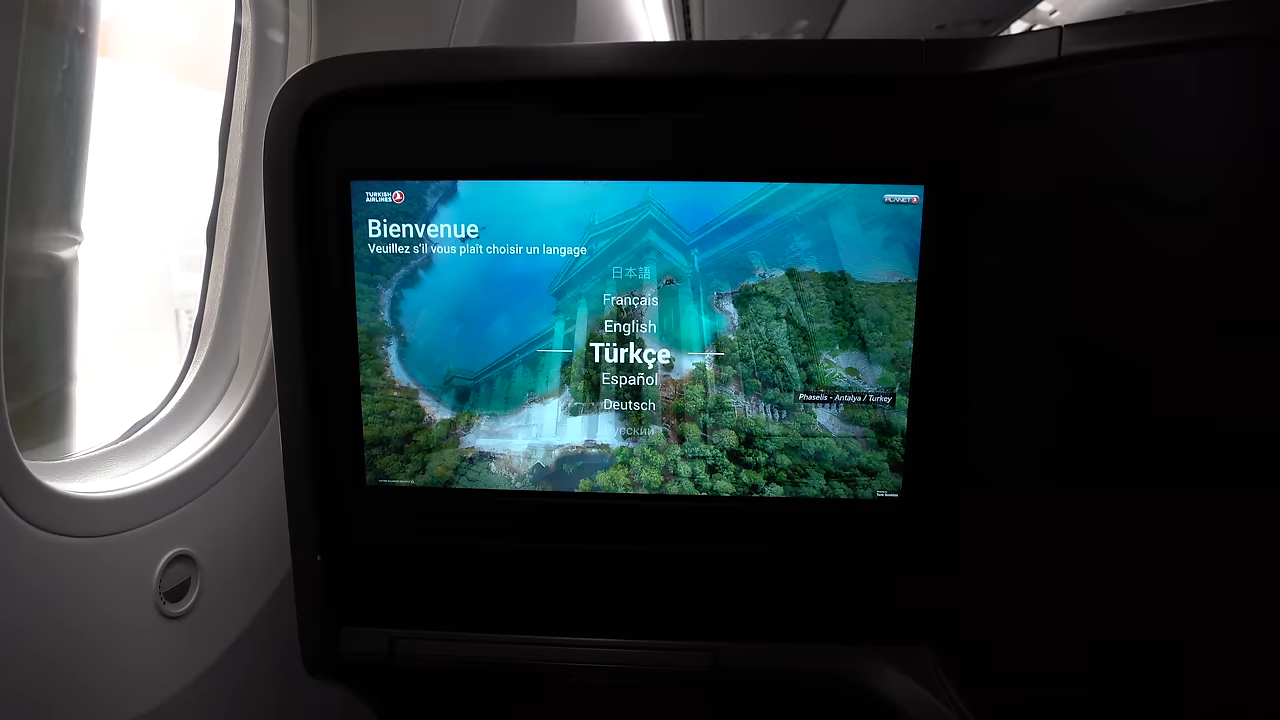 TURKISH
AIRLINES
PLANET
Bienvenue
Veuillez s'il vous plaît choisir un langage
日本語
Français
English
Türkçe
Español
Deutsch
Русский
Phaselis - Antalya / Turkey